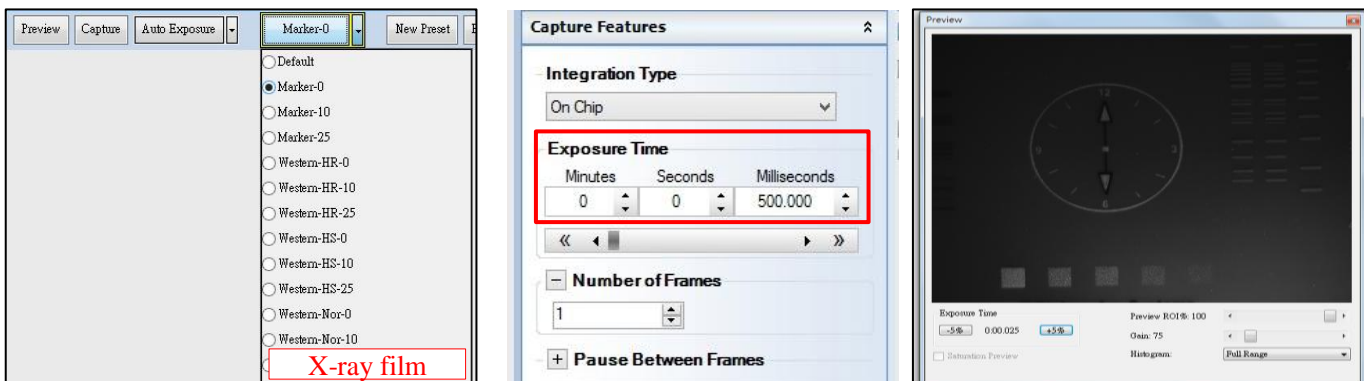 Preview Capture Auto Exposure Marker-0 New Preset
Default
Marker-0
Marker-10
Marker-25
Western-HR-0
Western-HR-10
Western-HR-25
Western-HS-0
Western-HS-10
Western-HS-25
Western-Nor-0
Western-Nor-10
X-ray film
Capture Features
Integration Type
On Chip
Exposure Time
Minutes Seconds Milliseconds
0 0 500.000
Number of Frames
1
Pause Between Frames
Preview
12
9 3
6
Exposure Time
-5% 0:00.025 +5%
Saturation Preview
Preview ROI%: 100
Gain: 75
Histogram: Full Range